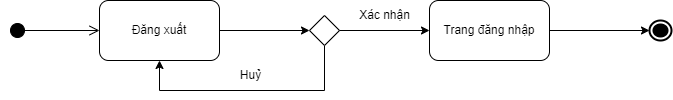 Xác nhận
Đăng xuất
Trang đăng nhập
Huỷ